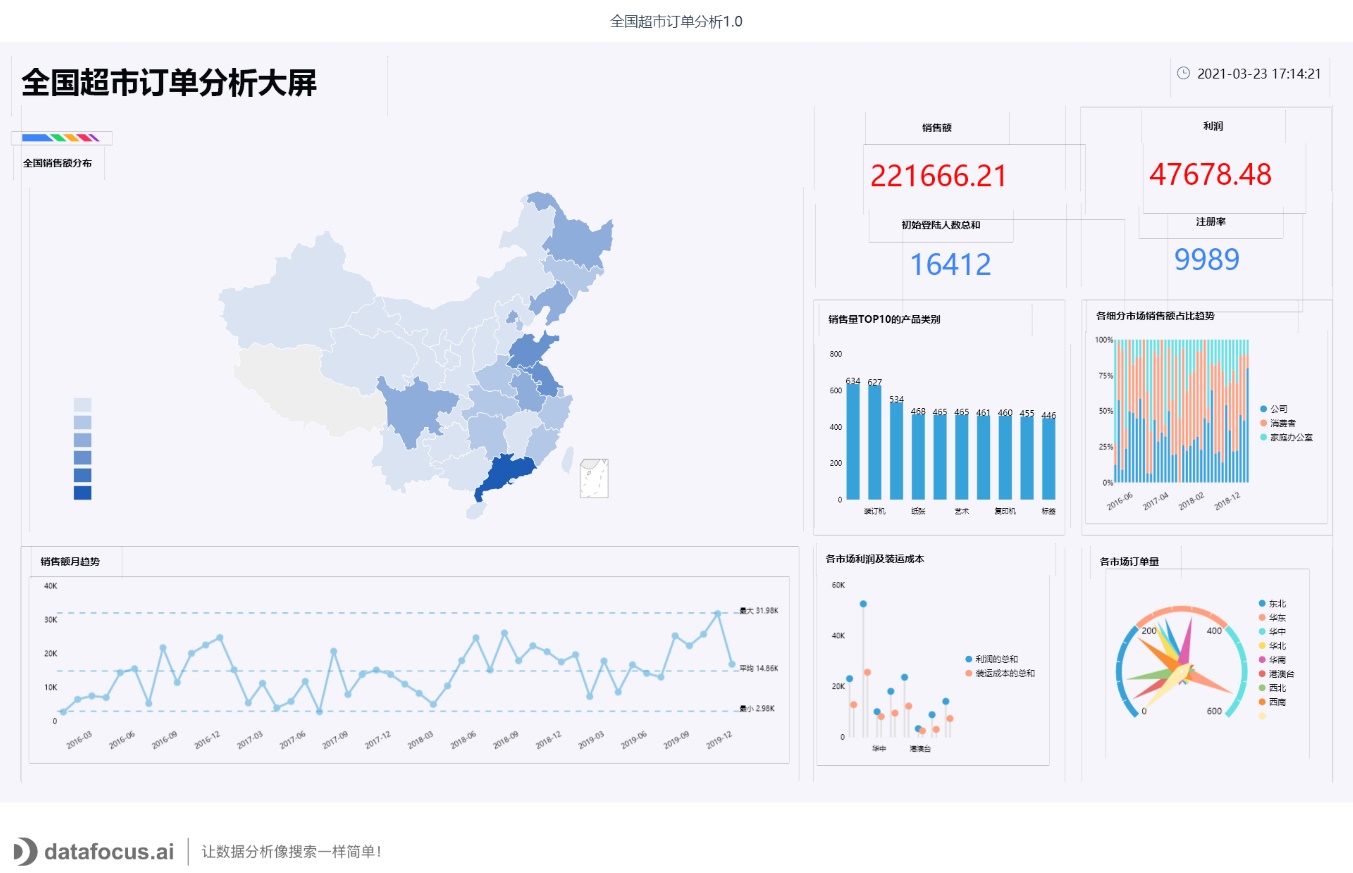 全国超市订单分析1.0
全国超市订单分析大屏
2021-03-23 17:14:21
全国销售额分布
销售额
221666.21
利润
47678.48
初始登陆人数总和
16412
注册率
9989
销售量TOP10的产品类别
800
600
400
200
0
634
627
534
468
465
465
461
460
455
446
装订机
纸张
艺术
复印机
标签
各细分市场销售额占比趋势
100%
75%
50%
25%
0%
2016-06
2017-04
2018-02
2018-12
公司
消费者
家庭办公室
销售额月趋势
40K
30K
20K
10K
0
最大 31.98K
平均 14.86K
最小 2.98K
2016-03
2016-06
2016-09
2016-12
2017-03
2017-06
2017-09
2017-12
2018-03
2018-06
2018-09
2018-12
2019-03
2019-06
2019-09
2019-12
各市场利润及装运成本
60K
40K
20K
0
华中
港澳台
利润的总和
装运成本的总和
各市场订单量
0
200
400
600
东北
华东
华中
华北
华南
港澳台
西北
西南
datafocus.ai
让数据分析像搜索一样简单！